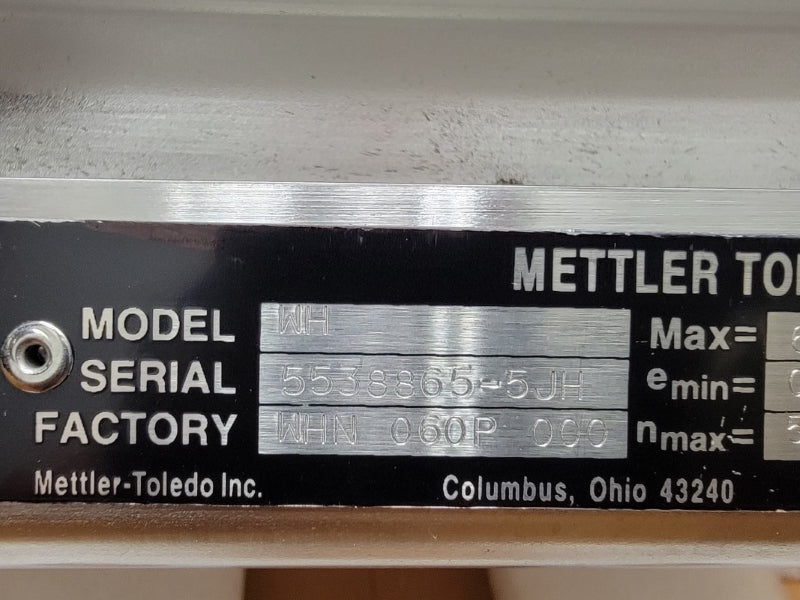 METTLER TO
MODEL WH Max=
SERIAL 5538865-5JH emin=
FACTORY WHN 060P 000 nmax=
Mettler-Toledo Inc. Columbus, Ohio 43240